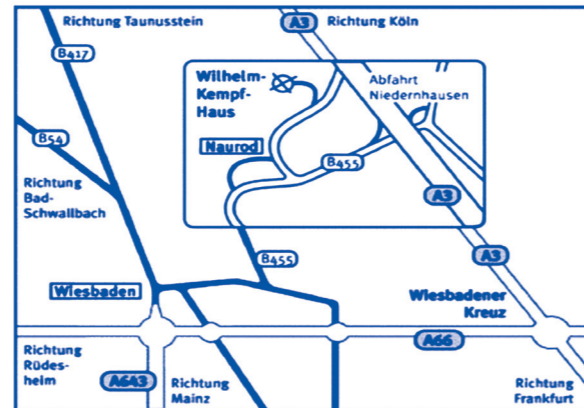 Richtung Taunusstein
A3
Richtung Köln
B417
Wilhelm-
Kempf-
Haus
Abfahrt
Niedernhausen
B54
Naurod
B455
Richtung
Bad-
Schwallbach
A3
B455
A3
Wiesbaden
Wiesbadener
Kreuz
A66
Richtung
Rüdes-
heim
A643
Richtung
Mainz
Richtung
Frankfurt